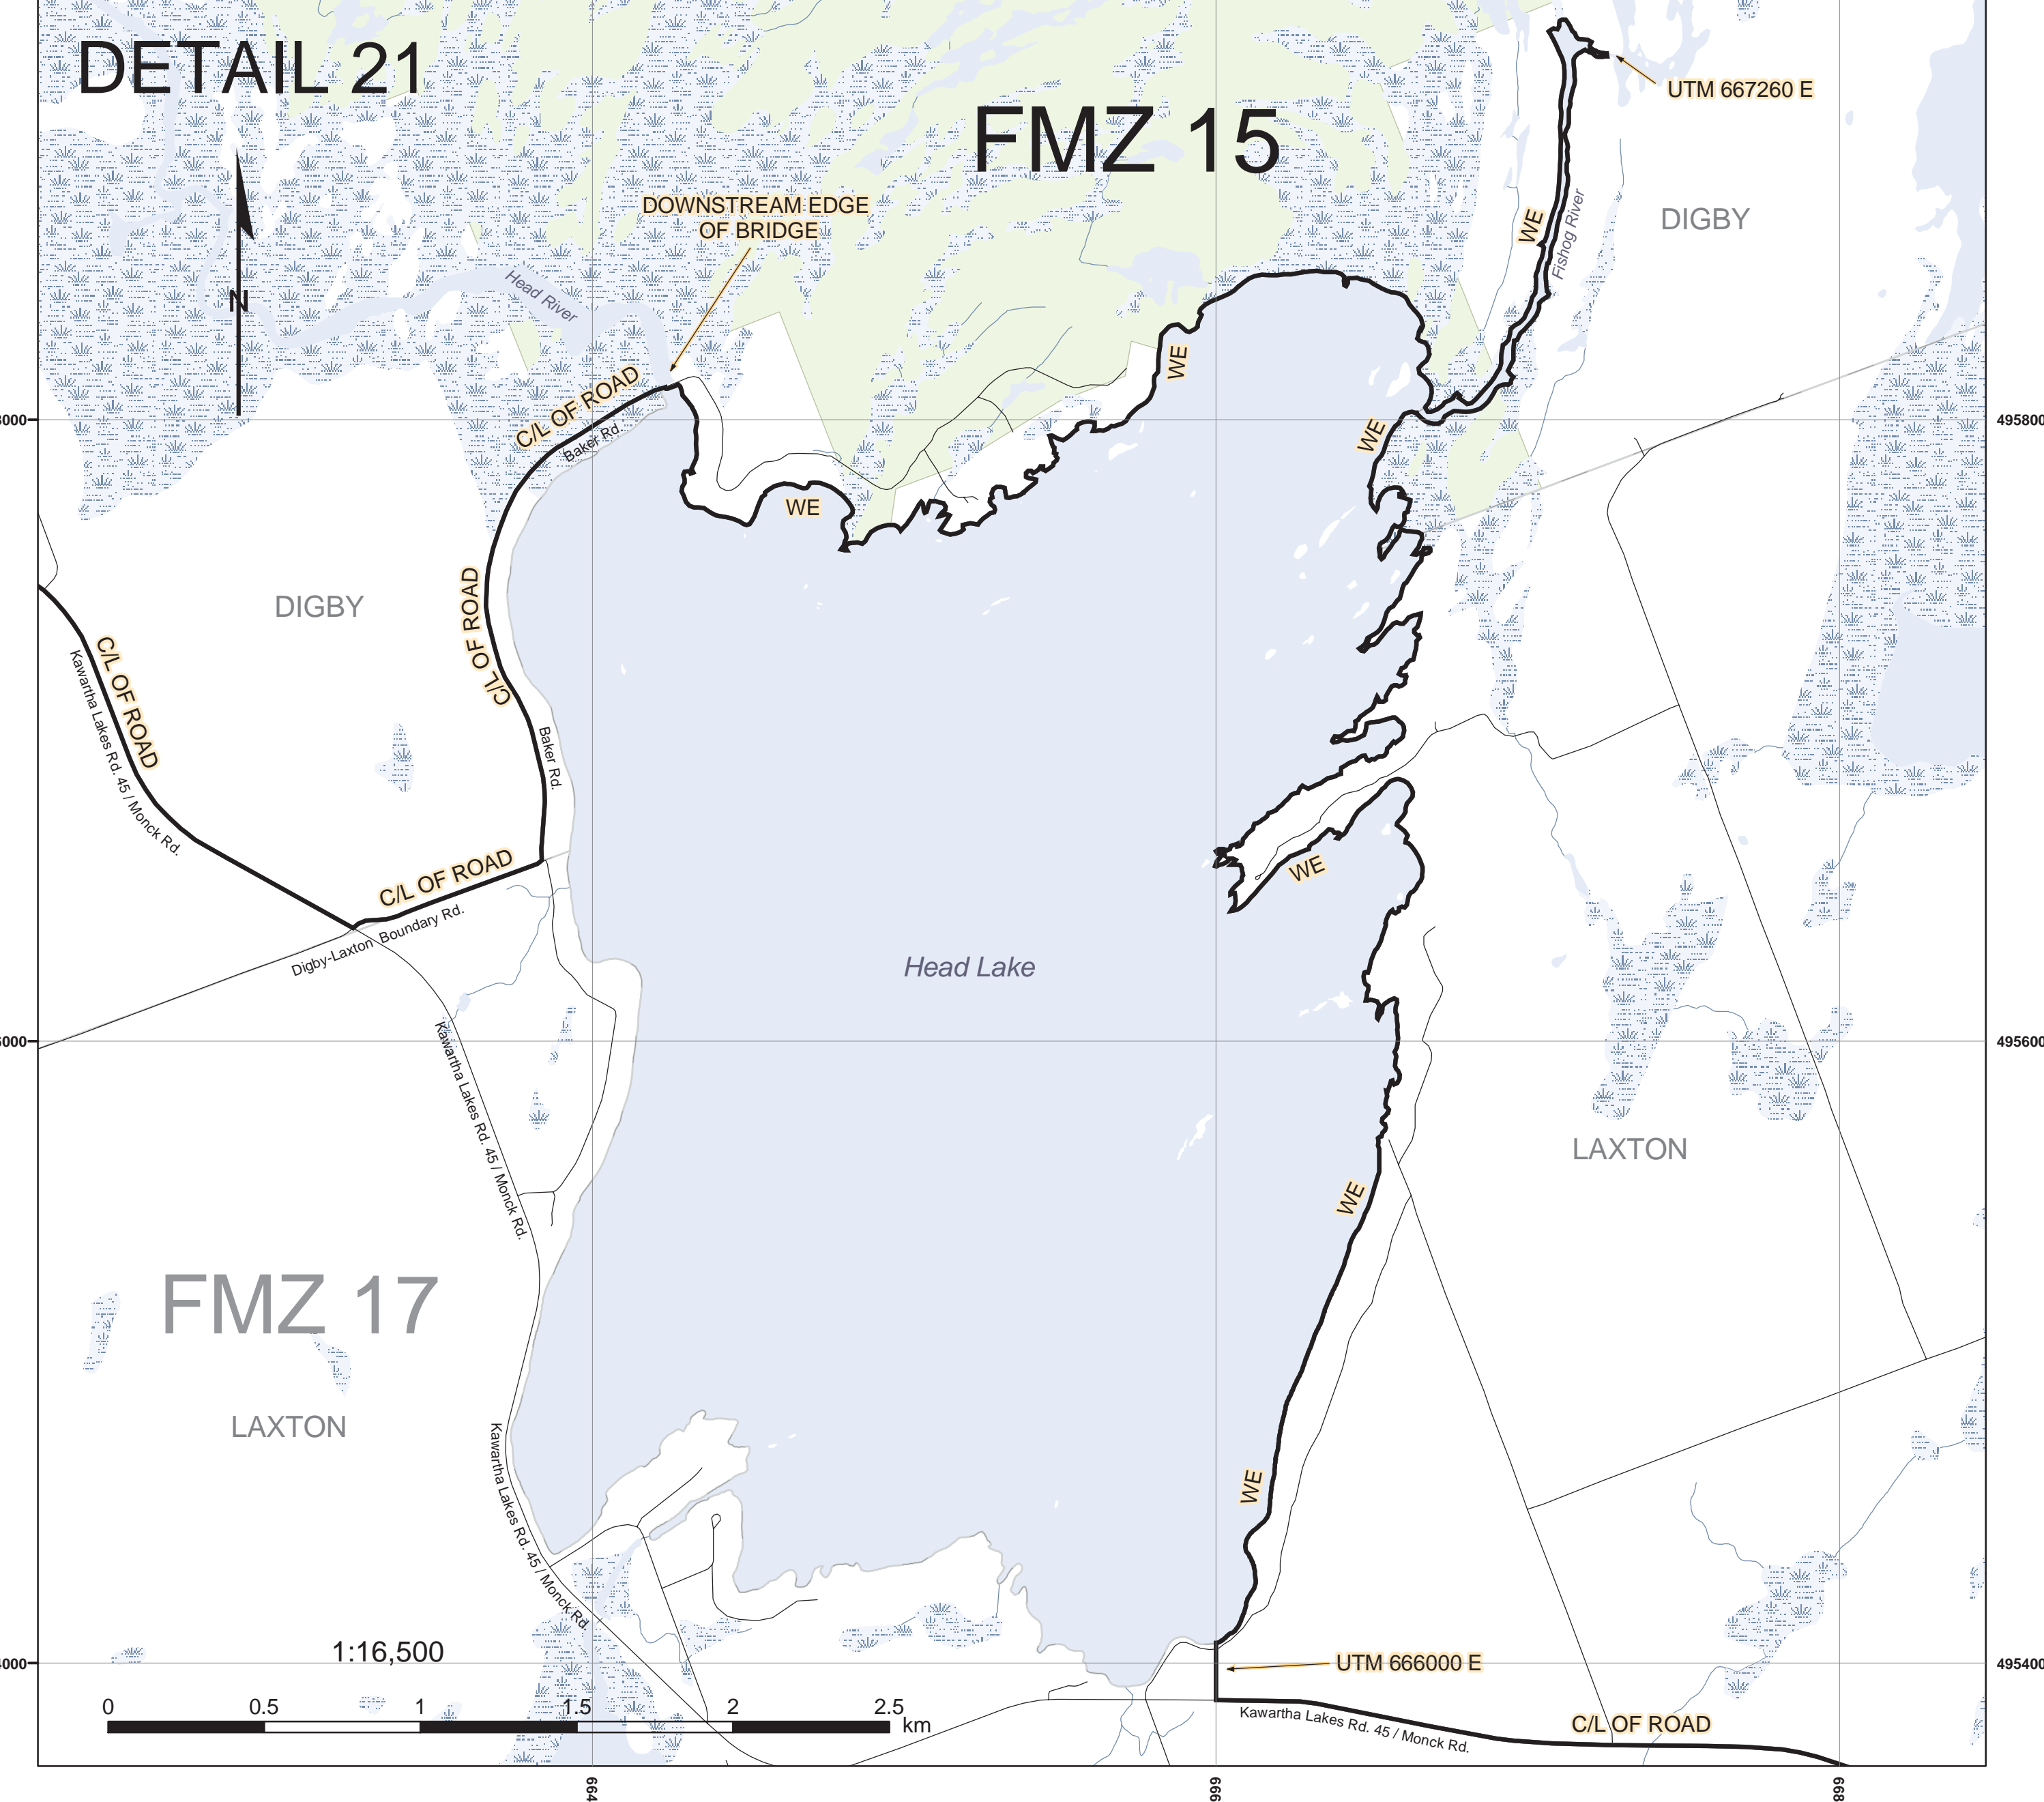 DETAIL 21
FMZ 15
UTM 667260 E
DOWNSTREAM EDGE
OF BRIDGE
DIGBY
WE
Fishog River
Head River
N
C/L OF ROAD
Baker Rd.
WE
WE
WE
495800
DIGBY
C/L OF ROAD
C/L OF ROAD
Kawartha Lakes Rd. 45 / Monck Rd.
Baker Rd.
C/L OF ROAD
Digby-Laxton Boundary Rd.
WE
Head Lake
495600
Kawartha Lakes Rd. 45 / Monck Rd.
LAXTON
WE
FMZ 17
LAXTON
Kawartha Lakes Rd. 45 / Monck Rd.
WE
1:16,500
UTM 666000 E
495400
0 0.5 1 1.5 2 2.5 km
Kawartha Lakes Rd. 45 / Monck Rd.
C/L OF ROAD
664
666
668